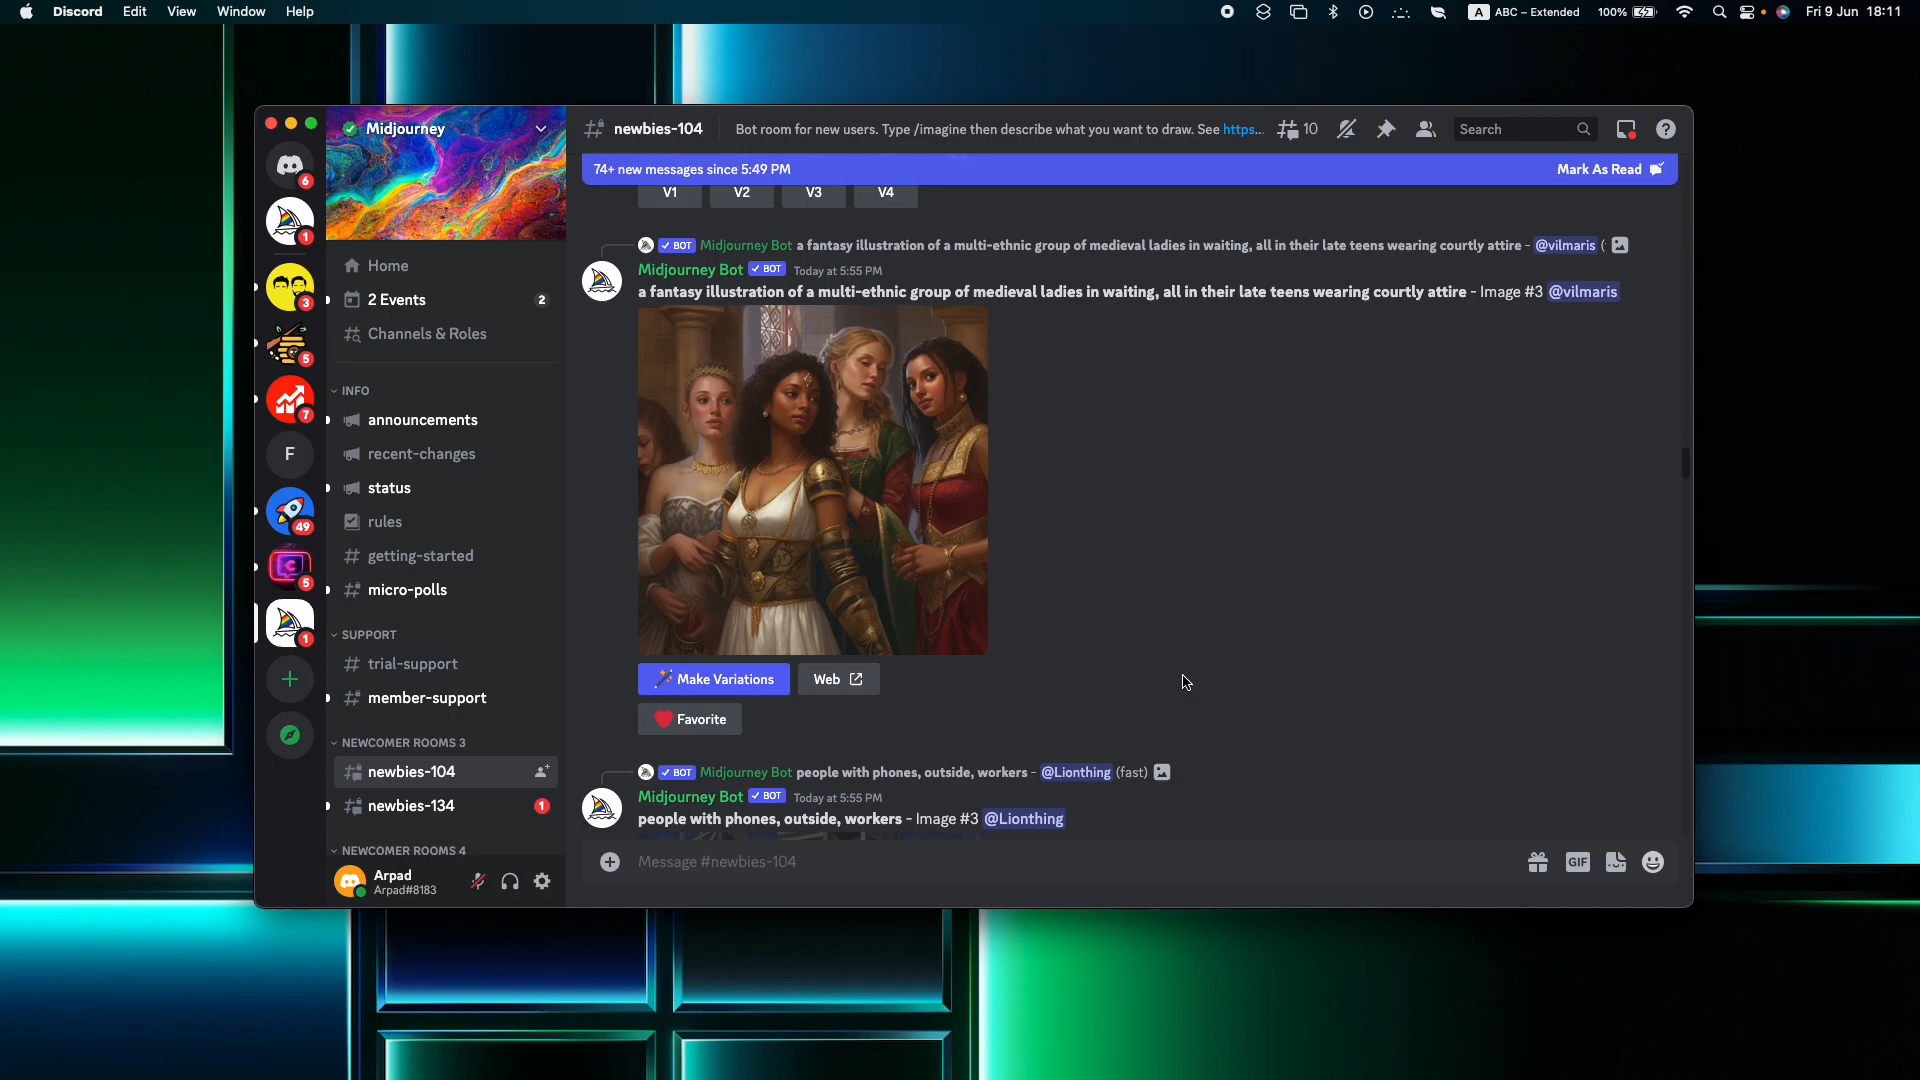 Discord Edit View Window Help
A ABC – Extended 100% Fri 9 Jun 18:11
Midjourney
newbies-104 Bot room for new users. Type /imagine then describe what you want to draw. See https... 10 Search
74+ new messages since 5:49 PM Mark As Read
6
1
3
5
7
F
49
C
5
1
Home
2 Events 2
Channels & Roles
INFO
announcements
recent-changes
status
rules
getting-started
micro-polls
SUPPORT
trial-support
member-support
NEWCOMER ROOMS 3
newbies-104
newbies-134 1
NEWCOMER ROOMS 4
Arpad
Arpad#8183
V1 V2 V3 V4
BOT Midjourney Bot a fantasy illustration of a multi-ethnic group of medieval ladies in waiting, all in their late teens wearing courtly attire - @vilmaris (
Midjourney Bot BOT Today at 5:55 PM
a fantasy illustration of a multi-ethnic group of medieval ladies in waiting, all in their late teens wearing courtly attire - Image #3 @vilmaris
Make Variations Web
Favorite
BOT Midjourney Bot people with phones, outside, workers - @Lionthing (fast)
Midjourney Bot BOT Today at 5:55 PM
people with phones, outside, workers - Image #3 @Lionthing
Message #newbies-104 GIF